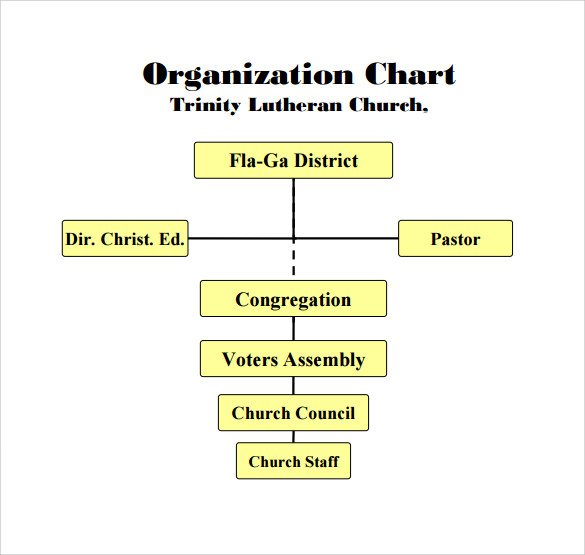 Organization Chart
Trinity Lutheran Church,
Fla-Ga District
Dir. Christ. Ed.
Pastor
Congregation
Voters Assembly
Church Council
Church Staff